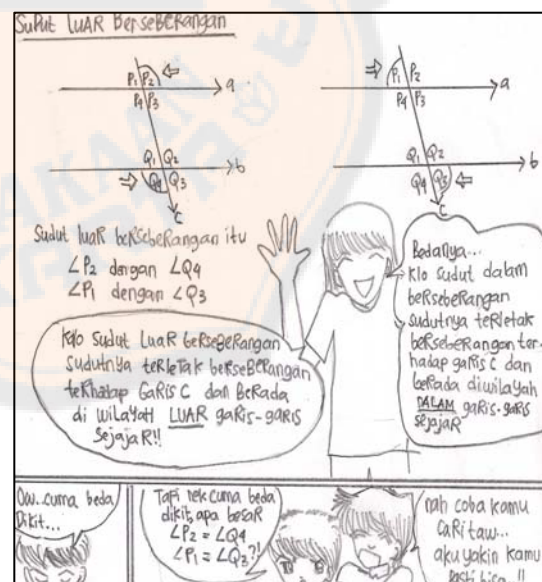 Sudut LUAR BerseBeRangan
P1 P2
P4 P3
a
Q1 Q2
Q4 Q3
b
C
P1 P2
P4 P3
a
Q1 Q2
Q4 Q3
b
C
Sudut luaR beRsebeRangan itu
∠P2 dengan ∠Q4
∠P1 dengan ∠Q3
Klo Sudut LuaR beRseBeRangan
Sudutnya teRleTak beRseBeRangan
teRhadap GaRis C dan BeRada
di wilaYaH LUAR gaRis-gaRis
SejajaR!!
Bedanya...
Klo sudut dalam
beRsebeRangan
sudutnya teRletak
beRsebeRangan ter-
hadap gaRis C dan
beRada diwilayah
DALAM gaRis-gaRis
sejajaR
Oow..cuma beda
Dikit...
Tapi nek cuma beda
dikit, apa besaR
∠P2 = ∠Q4
∠P1 = ∠Q3?!
nah coba kamu
caRi taw...
aku yakin kamu
pasti bisa !!